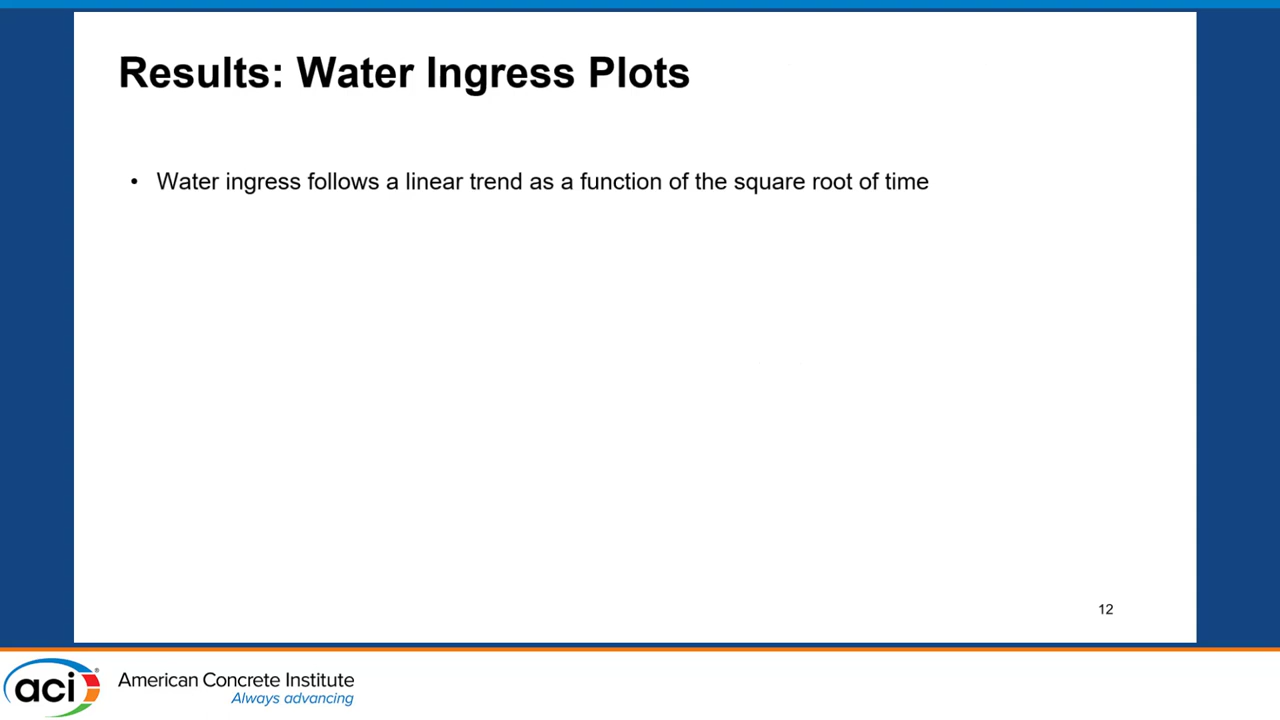 Results: Water Ingress Plots
• Water ingress follows a linear trend as a function of the square root of time
12
aci®
American Concrete Institute
Always advancing